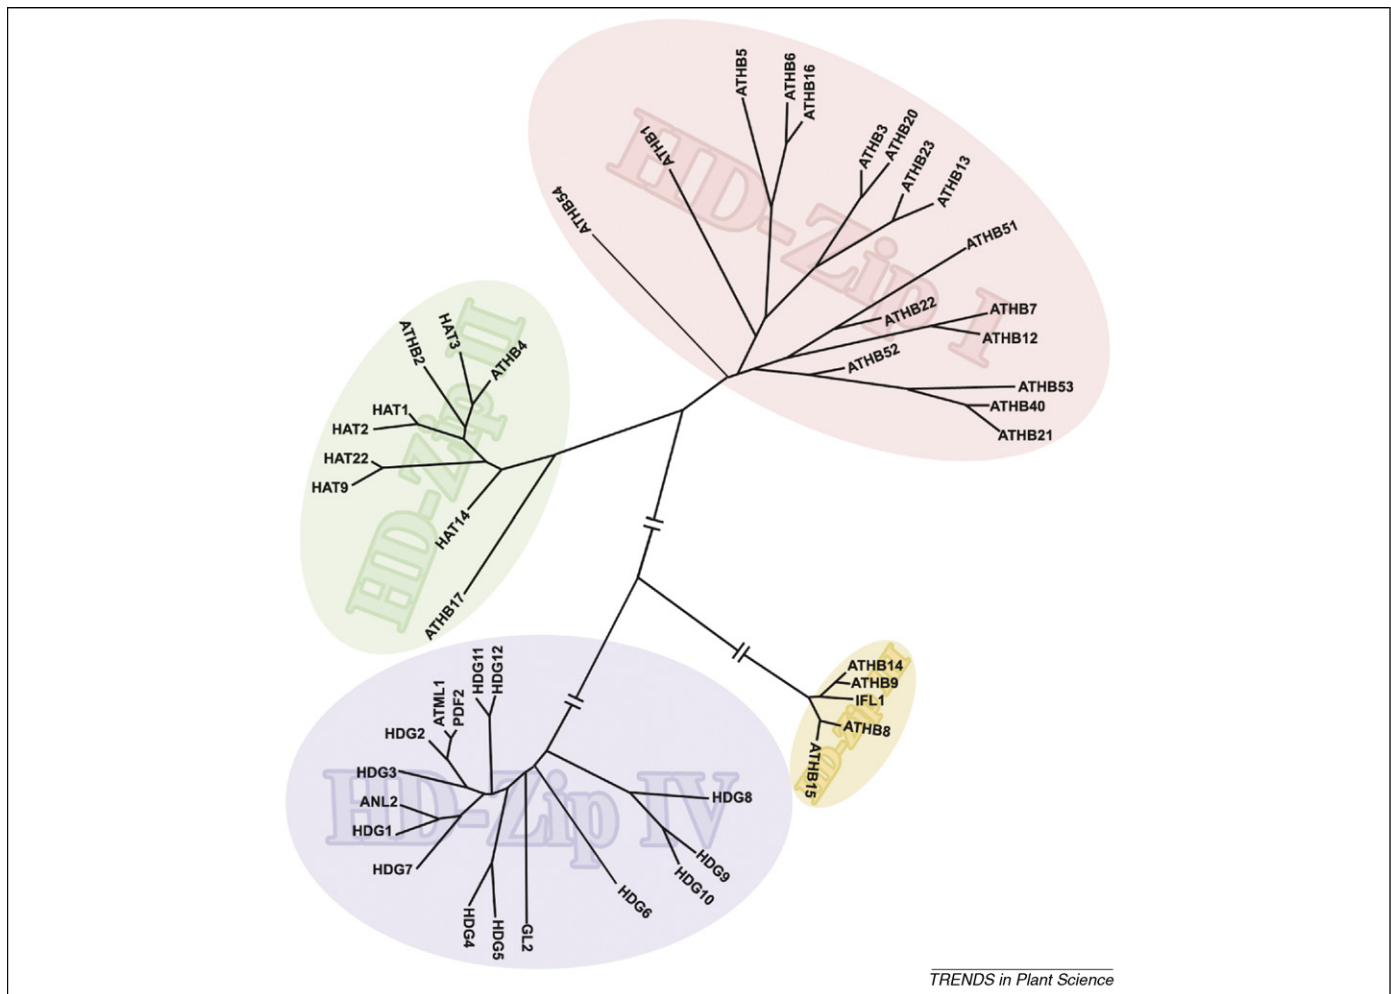 HD-Zip I
ATHB54
ATHB1
ATHB5
ATHB6
ATHB16
ATHB3
ATHB20
ATHB23
ATHB13
ATHB51
ATHB22
ATHB7
ATHB12
ATHB52
ATHB53
ATHB40
ATHB21
HD-Zip II
ATHB2
HAT3
ATHB4
HAT1
HAT2
HAT22
HAT9
HAT14
ATHB17
HD-Zip III
ATHB14
ATHB9
IFL1
ATHB8
ATHB15
HD-Zip IV
HDG11
HDG12
ATML1
PDF2
HDG2
HDG3
ANL2
HDG1
HDG7
HDG4
HDG5
GL2
HDG6
HDG8
HDG9
HDG10
TRENDS in Plant Science